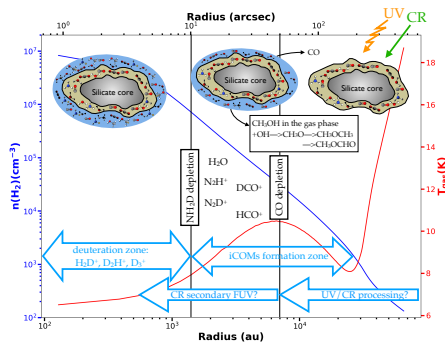 Radius (arcsec)
10⁰
10¹
10²
UV
CR
10⁷
10⁶
10⁵
10⁴
10³
10²
n(H₂)(cm⁻³)
18
16
14
12
10
8
6
T_gas(K)
Silicate core
Silicate core
Silicate core
CO
CH₃OH in the gas phase
+OH—>CH₃O—>CH₃OCH₃
—>CH₃OCHO
NH₂D depletion
H₂O
N₂H⁺
N₂D⁺
DCO⁺
HCO⁺
CO depletion
deuteration zone:
H₂D⁺, D₂H⁺, D₃⁺
iCOMs formation zone
CR secondary FUV?
UV/CR processing?
10²
10³
10⁴
Radius (au)